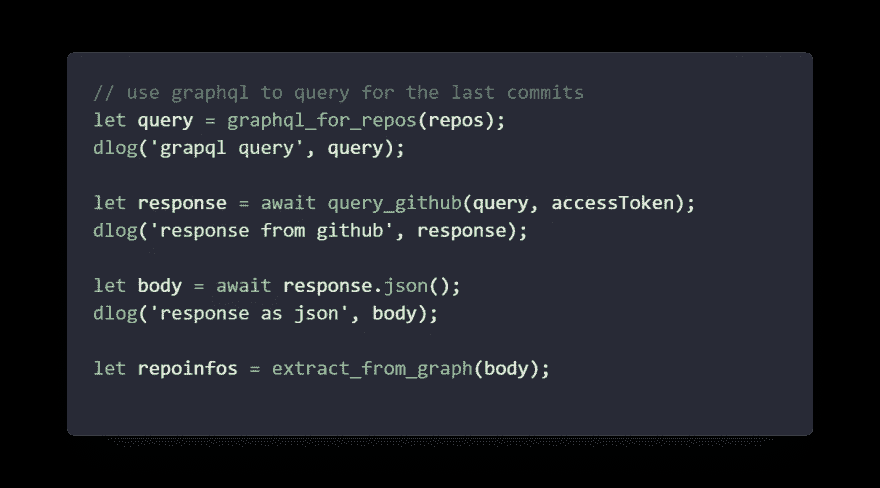 // use graphql to query for the last commits
let query = graphql_for_repos(repos);
dlog('grapql query', query);
let response = await query_github(query, accessToken);
dlog('response from github', response);
let body = await response.json();
dlog('response as json', body);
let repoinfos = extract_from_graph(body);